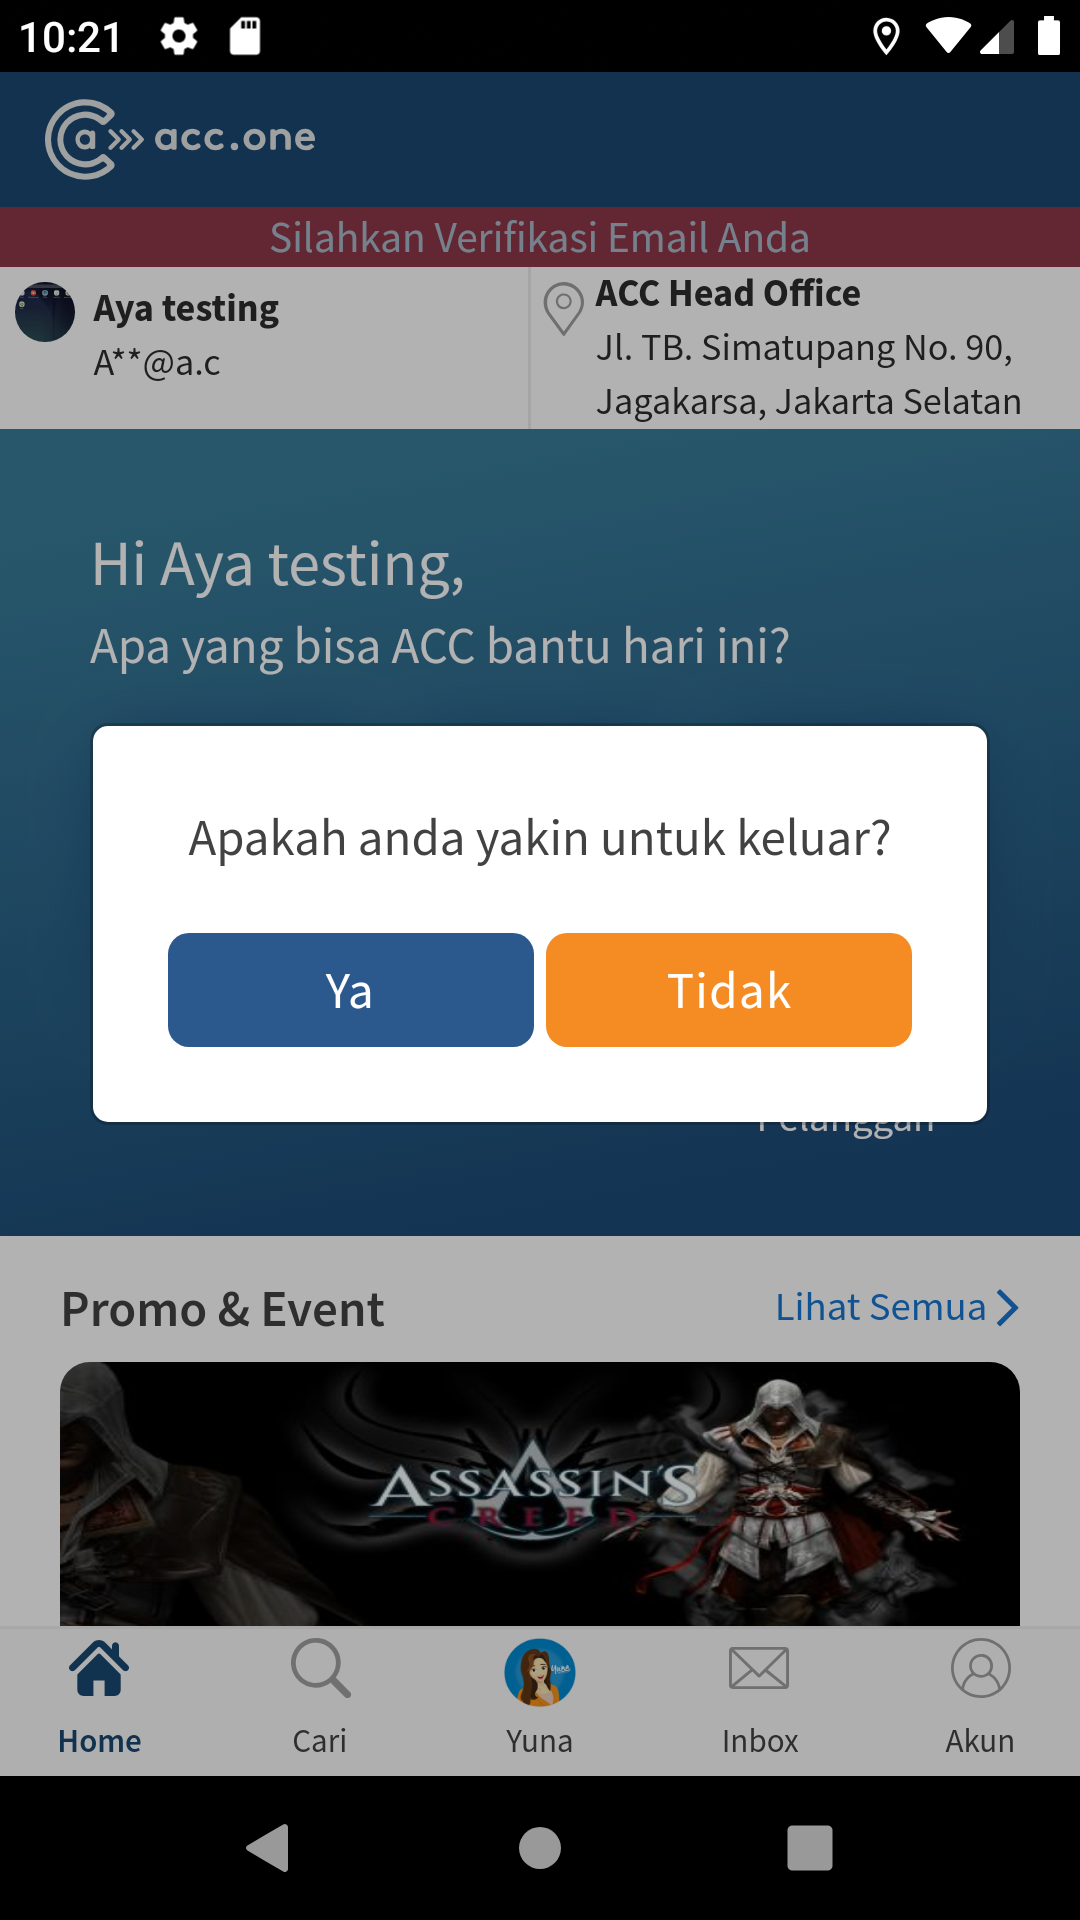 10:21
a acc.one
Silahkan Verifikasi Email Anda
Aya testing
A**@a.c
ACC Head Office
Jl. TB. Simatupang No. 90,
Jagakarsa, Jakarta Selatan
Hi Aya testing,
Apa yang bisa ACC bantu hari ini?
Apakah anda yakin untuk keluar?
Ya
Tidak
Pelanggan
Promo & Event
Lihat Semua
ASSASSIN'S
CREED
Yuna
Home
Cari
Yuna
Inbox
Akun